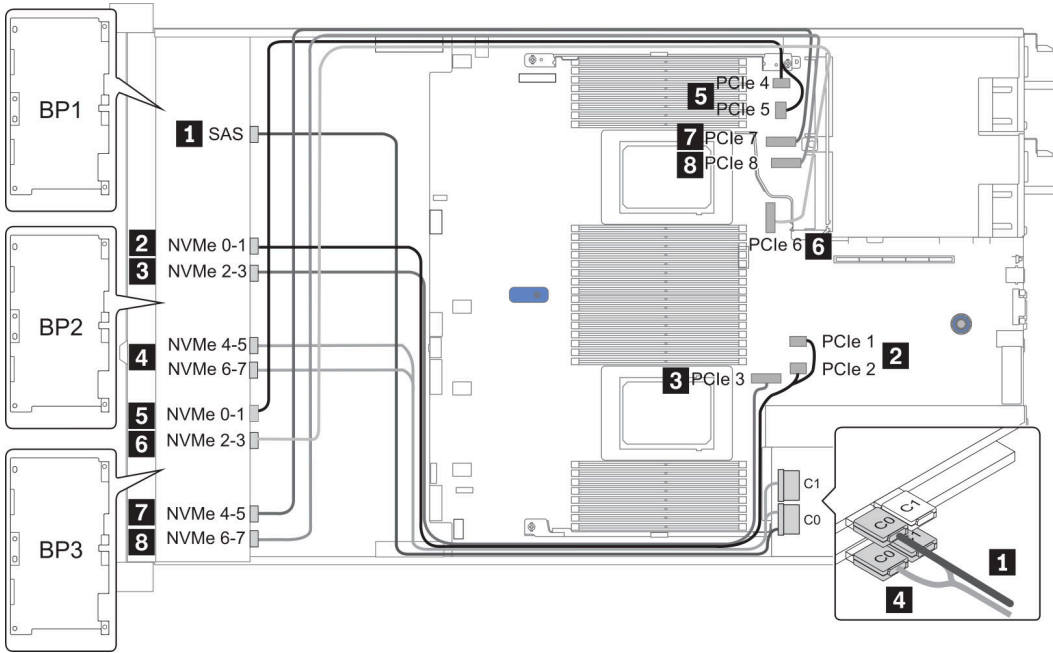 BP1
1 SAS
2 NVMe 0-1
3 NVMe 2-3
BP2
4 NVMe 4-5
NVMe 6-7
5 NVMe 0-1
6 NVMe 2-3
BP3
7 NVMe 4-5
8 NVMe 6-7
5 PCIe 4
PCIe 5
7 PCIe 7
8 PCIe 8
PCIe 6 6
PCIe 1
PCIe 2
2
3 PCIe 3
C1
C0
C1
C0
C0
1
4